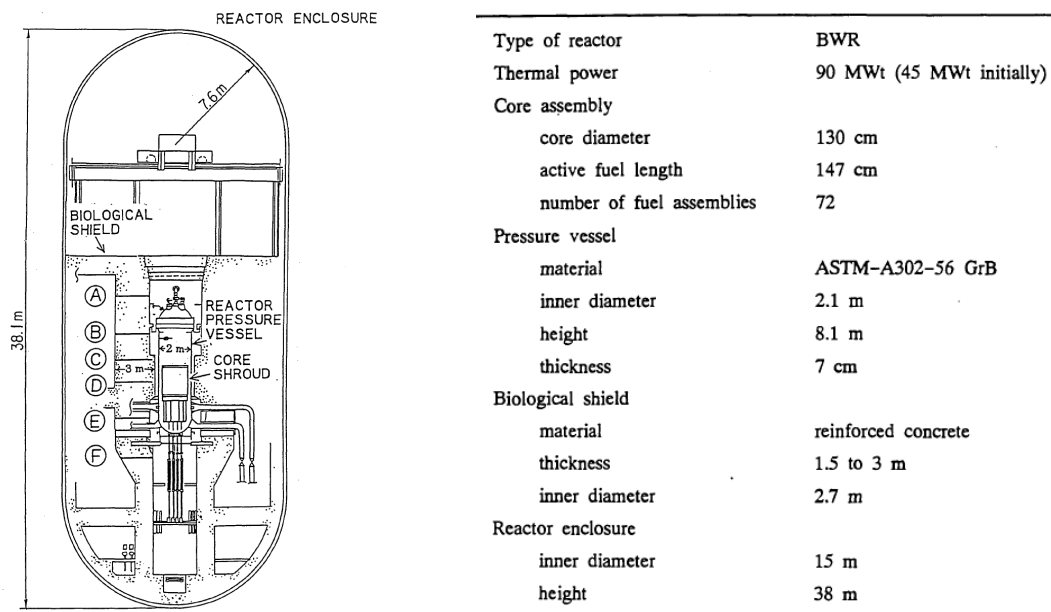 REACTOR ENCLOSURE
7.6m
38.1m
BIOLOGICAL
SHIELD
A
B
C
D
E
F
REACTOR
PRESSURE
VESSEL
2 m
CORE
SHROUD
3 m
Type of reactor BWR
Thermal power 90 MWt (45 MWt initially)
Core assembly
core diameter 130 cm
active fuel length 147 cm
number of fuel assemblies 72
Pressure vessel
material ASTM-A302-56 GrB
inner diameter 2.1 m
height 8.1 m
thickness 7 cm
Biological shield
material reinforced concrete
thickness 1.5 to 3 m
inner diameter 2.7 m
Reactor enclosure
inner diameter 15 m
height 38 m